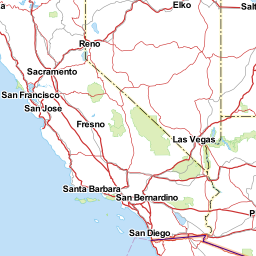 Elko
Salt
Reno
Sacramento
San Francisco
San Jose
Fresno
Las Vegas
Santa Barbara
San Bernardino
San Diego
P